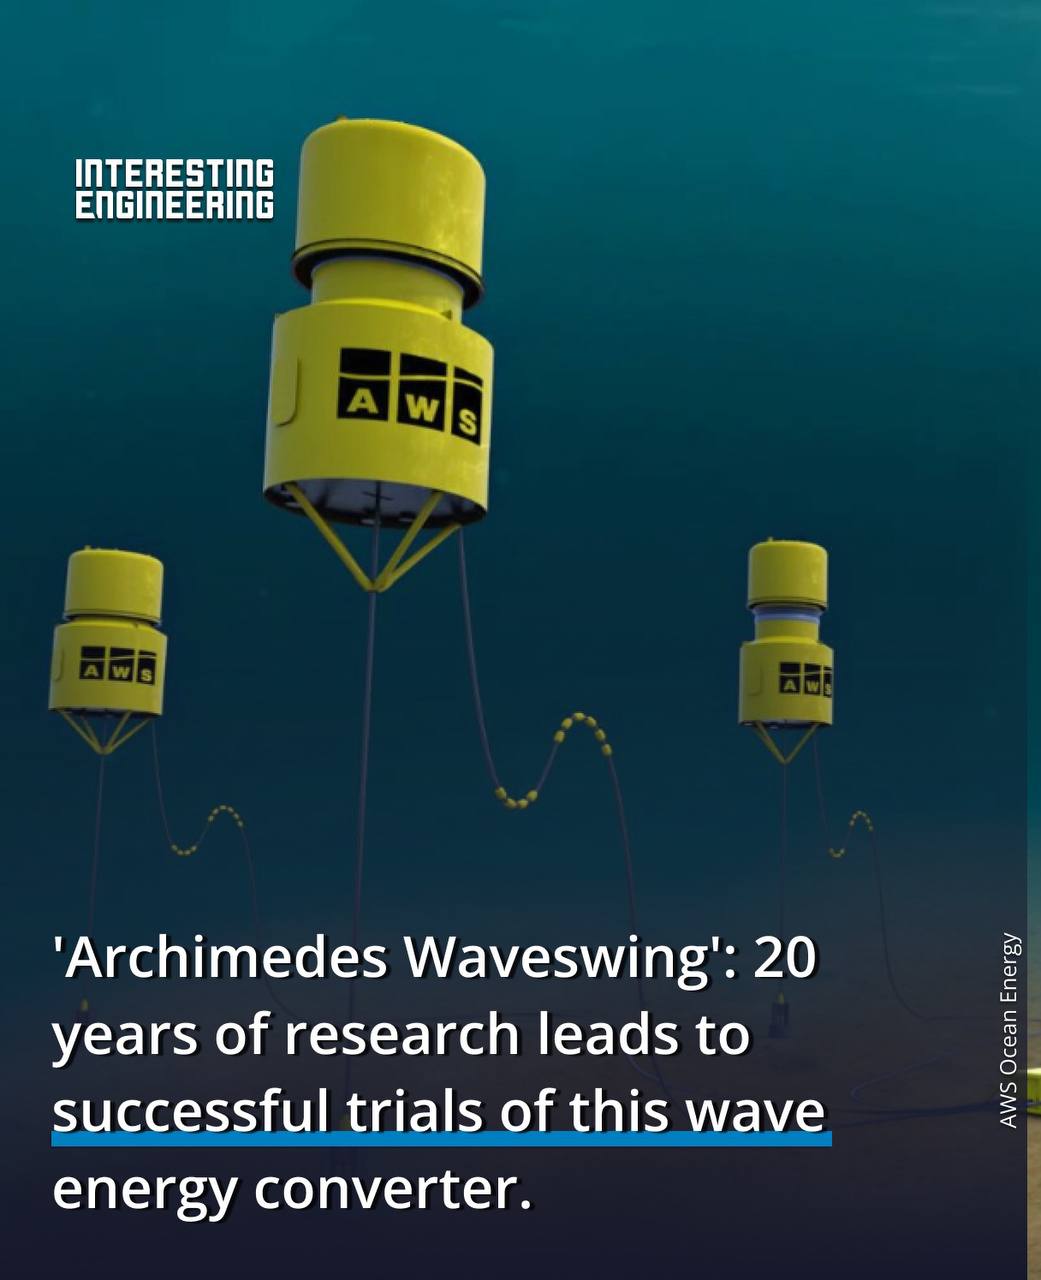 INTERESTING
ENGINEERING
AWS
AWS
AWS
'Archimedes Waveswing': 20
years of research leads to
successful trials of this wave
energy converter.
AWS Ocean Energy